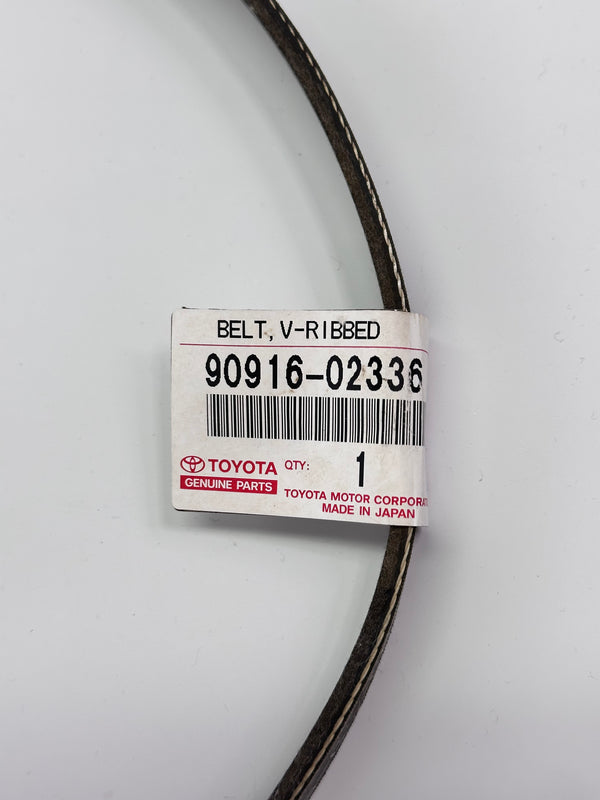 BELT, V-RIBBED
90916-02336
TOYOTA QTY: 1
GENUINE PARTS
TOYOTA MOTOR CORPORAT
MADE IN JAPAN